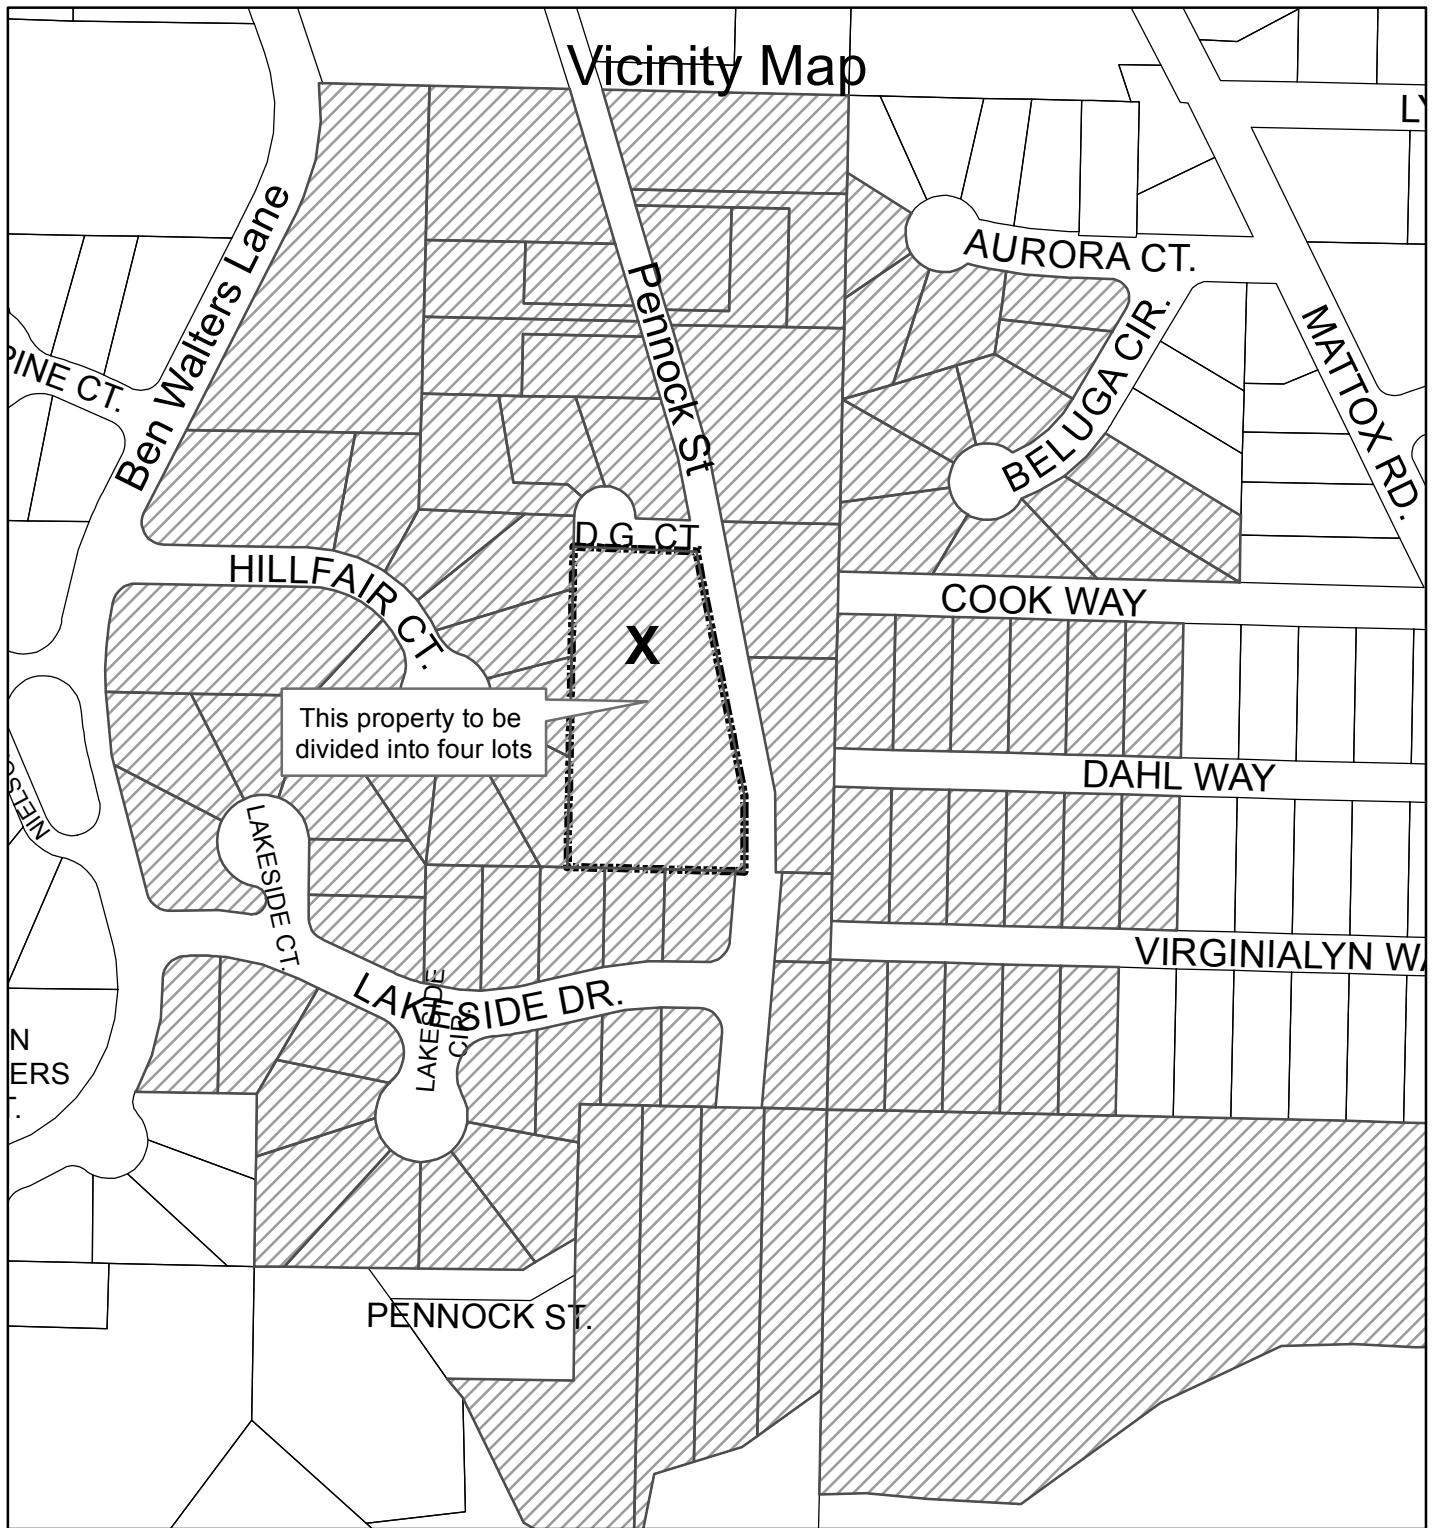 Vicinity Map
LY
Ben Walters Lane
Pennock St
AURORA CT.
BELUGA CIR.
MATTOX RD.
PINE CT.
D.G. CT.
HILLFAIR CT.
X
COOK WAY
This property to be
divided into four lots
DAHL WAY
NIELSO
LAKESIDE CT.
VIRGINIALYN WA
LAKESIDE DR.
LAKESIDE
CIR.
N
ERS
T.
PENNOCK ST.